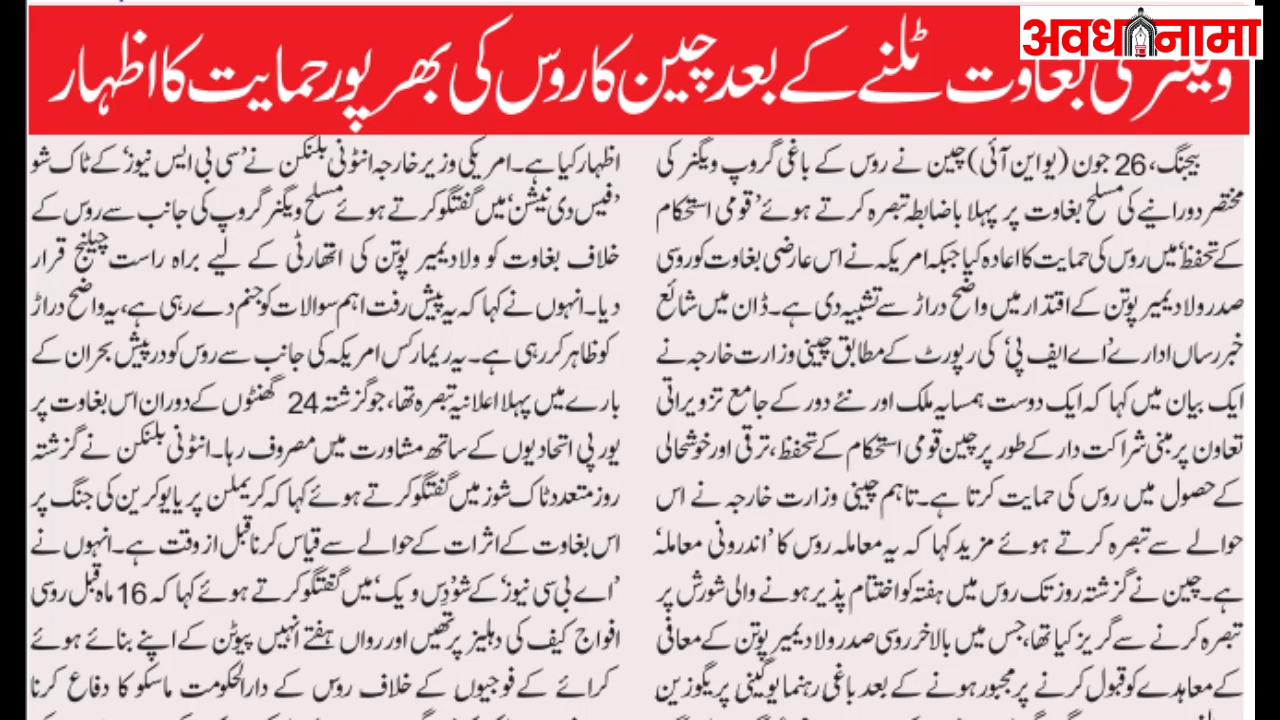 अवधनामा
ویگنر کی بغاوت ٹلنے کے بعد چین کا روس کی بھرپور حمایت کا اظہار
بیجنگ، 26 جون (یو این آئی) چین نے روس کے باغی گروپ ویگنر کی
مختصر دورانیے کی مسلح بغاوت پر پہلا باضابطہ تبصرہ کرتے ہوئے ’قومی استحکام
کے تحفظ‘ میں روس کی حمایت کا اعادہ کیا جبکہ امریکہ نے اس عارضی بغاوت کو روسی
صدر ولادیمیر پوتن کے اقتدار میں واضح دراڑ سے تشبیہ دی ہے۔ ڈان میں شائع
خبر رساں ادارے ’اے ایف پی‘ کی رپورٹ کے مطابق چینی وزارت خارجہ نے
ایک بیان میں کہا کہ ایک دوست ہمسایہ ملک اور نئے دور کے جامع تزویراتی
تعاون پر مبنی شراکت دار کے طور پر چین قومی استحکام کے تحفظ، ترقی اور خوشحالی
کے حصول میں روس کی حمایت کرتا ہے۔ تاہم چینی وزارت خارجہ نے اس
حوالے سے تبصرہ کرتے ہوئے مزید کہا کہ یہ معاملہ روس کا ’اندرونی معاملہ‘
ہے۔ چین نے گزشتہ روز تک روس میں ہفتہ کو اختتام پذیر ہونے والی شورش پر
تبصرہ کرنے سے گریز کیا تھا، جس میں بالاخر روسی صدر ولادیمیر پوتن کے معافی
کے معاہدے کو قبول کرنے پر مجبور ہونے کے بعد باغی رہنما یوگینی پریگوزین
اظہار کیا ہے۔ امریکی وزیر خارجہ انٹونی بلنکن نے ’سی بی ایس نیوز‘ کے ٹاک شو
’فیس دی نیشن‘ میں گفتگو کرتے ہوئے مسلح ویگنر گروپ کی جانب سے روس کے
خلاف بغاوت کو ولادیمیر پوتن کی اتھارٹی کے لیے براہ راست چیلنج قرار
دیا۔ انہوں نے کہا کہ یہ پیش رفت اہم سوالات کو جنم دے رہی ہے، یہ واضح دراڑ
کو ظاہر کر رہی ہے۔ یہ ریمارکس امریکہ کی جانب سے روس کو درپیش بحران کے
بارے میں پہلا اعلانیہ تبصرہ تھا، جو گزشتہ 24 گھنٹوں کے دوران اس بغاوت پر
یورپی اتحادیوں کے ساتھ مشاورت میں مصروف رہا۔ انٹونی بلنکن نے گزشتہ
روز متعدد ٹاک شوز میں گفتگو کرتے ہوئے کہا کہ کریملن پر یا یوکرین کی جنگ پر
اس بغاوت کے اثرات کے حوالے سے قیاس کرنا قبل از وقت ہے۔ انہوں نے
’اے بی سی نیوز‘ کے شو ’دِس ویک‘ میں گفتگو کرتے ہوئے کہا کہ 16 ماہ قبل روسی
افواج کیف کی دہلیز پر تھیں اور رواں ہفتے انہیں پیوٹن کے اپنے بنائے ہوئے
کرائے کے فوجیوں کے خلاف روس کے دارالحکومت ماسکو کا دفاع کرنا